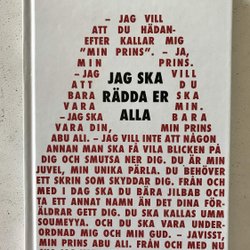 – JAG VILL
ATT DU HÄDAN-
EFTER KALLAR MIG
"MIN PRINS". – JA,
MIN PRINS.
– JAG VILL
ATT DU
BARA SKA
VARA MIN.
– JAG SKA BARA
JAG SKA
RÄDDA ER
ALLA
VARA DIN, MIN PRINS
ABU ALI. – JAG VILL INTE ATT NÅGON
ANNAN MAN SKA FÅ VILA BLICKEN PÅ
DIG OCH SMUTSA NER DIG. DU ÄR MIN
JUVEL, MIN UNIKA PÄRLA. DU BEHÖVER
ETT SKRIN SOM SKYDDAR DIG. FRÅN OCH
MED I DAG SKA DU BÄRA JILBAB OCH
TA ETT ANNAT NAMN ÄN DET DINA FÖR-
ÄLDRAR GETT DIG. DU SKA KALLAS UMM
SOUMEYYA. OCH DU SKA VARA UNDER-
ORDNAD MIG OCH MIN GUD. – JAVISST,
MIN PRINS ABU ALI. FRÅN OCH MED NU